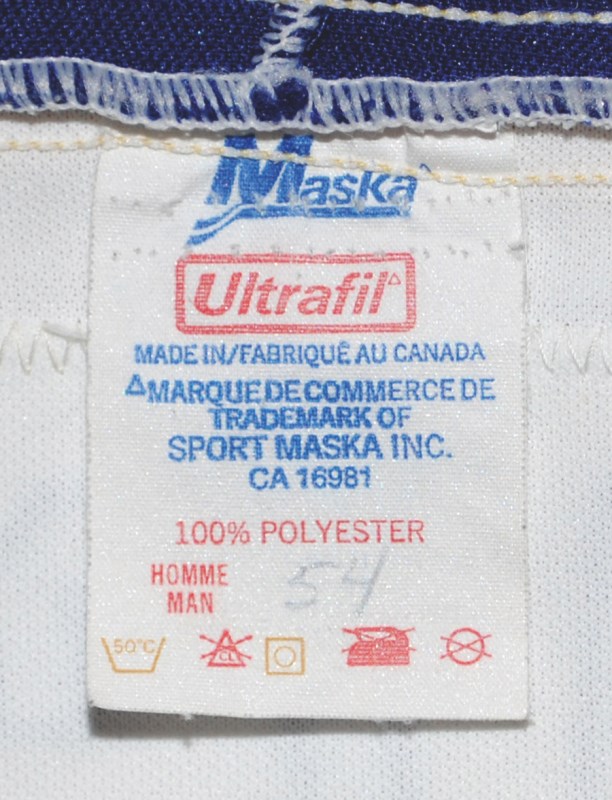 Maska
Ultrafil△
MADE IN/FABRIQUÉ AU CANADA
△MARQUE DE COMMERCE DE
TRADEMARK OF
SPORT MASKA INC.
CA 16981
100% POLYESTER
HOMME
MAN
54
50°C
CL